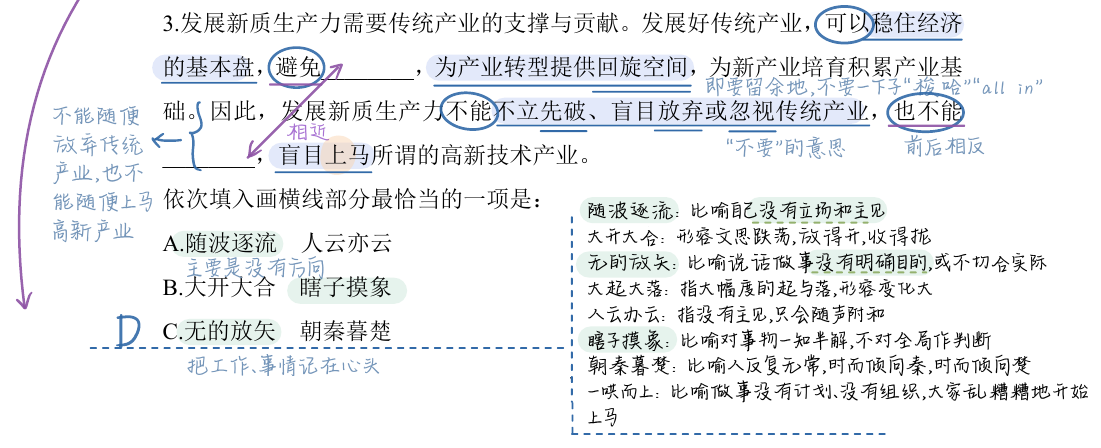 3.发展新质生产力需要传统产业的支撑与贡献。发展好传统产业，可以稳住经济
的基本盘，避免________，为产业转型提供回旋空间，为新产业培育积累产业基
即要留余地,不要一下子“梭哈”“all in”
础。因此，发展新质生产力不能不立先破、盲目放弃或忽视传统产业，也不能
相近
“不要”的意思
前后相反
________，盲目上马所谓的高新技术产业。
不能随便
放弃传统
产业,也不
能随便上马
高新产业
依次填入画横线部分最恰当的一项是：
A.随波逐流 人云亦云
主要是没有方向
B.大开大合 瞎子摸象
D
C.无的放矢 朝秦暮楚
把工作、事情记在心头
随波逐流：比喻自己没有立场和主见
大开大合：形容文思跌荡,放得开,收得拢
无的放矢：比喻说话做事没有明确目的,或不切合实际
大起大落：指大幅度的起与落,形容变化大
人云亦云：指没有主见,只会随声附和
瞎子摸象：比喻对事物一知半解,不对全局作判断
朝秦暮楚：比喻人反复无常,时而倾向秦,时而倾向楚
一哄而上：比喻做事没有计划、没有组织,大家乱糟糟地开始
上马